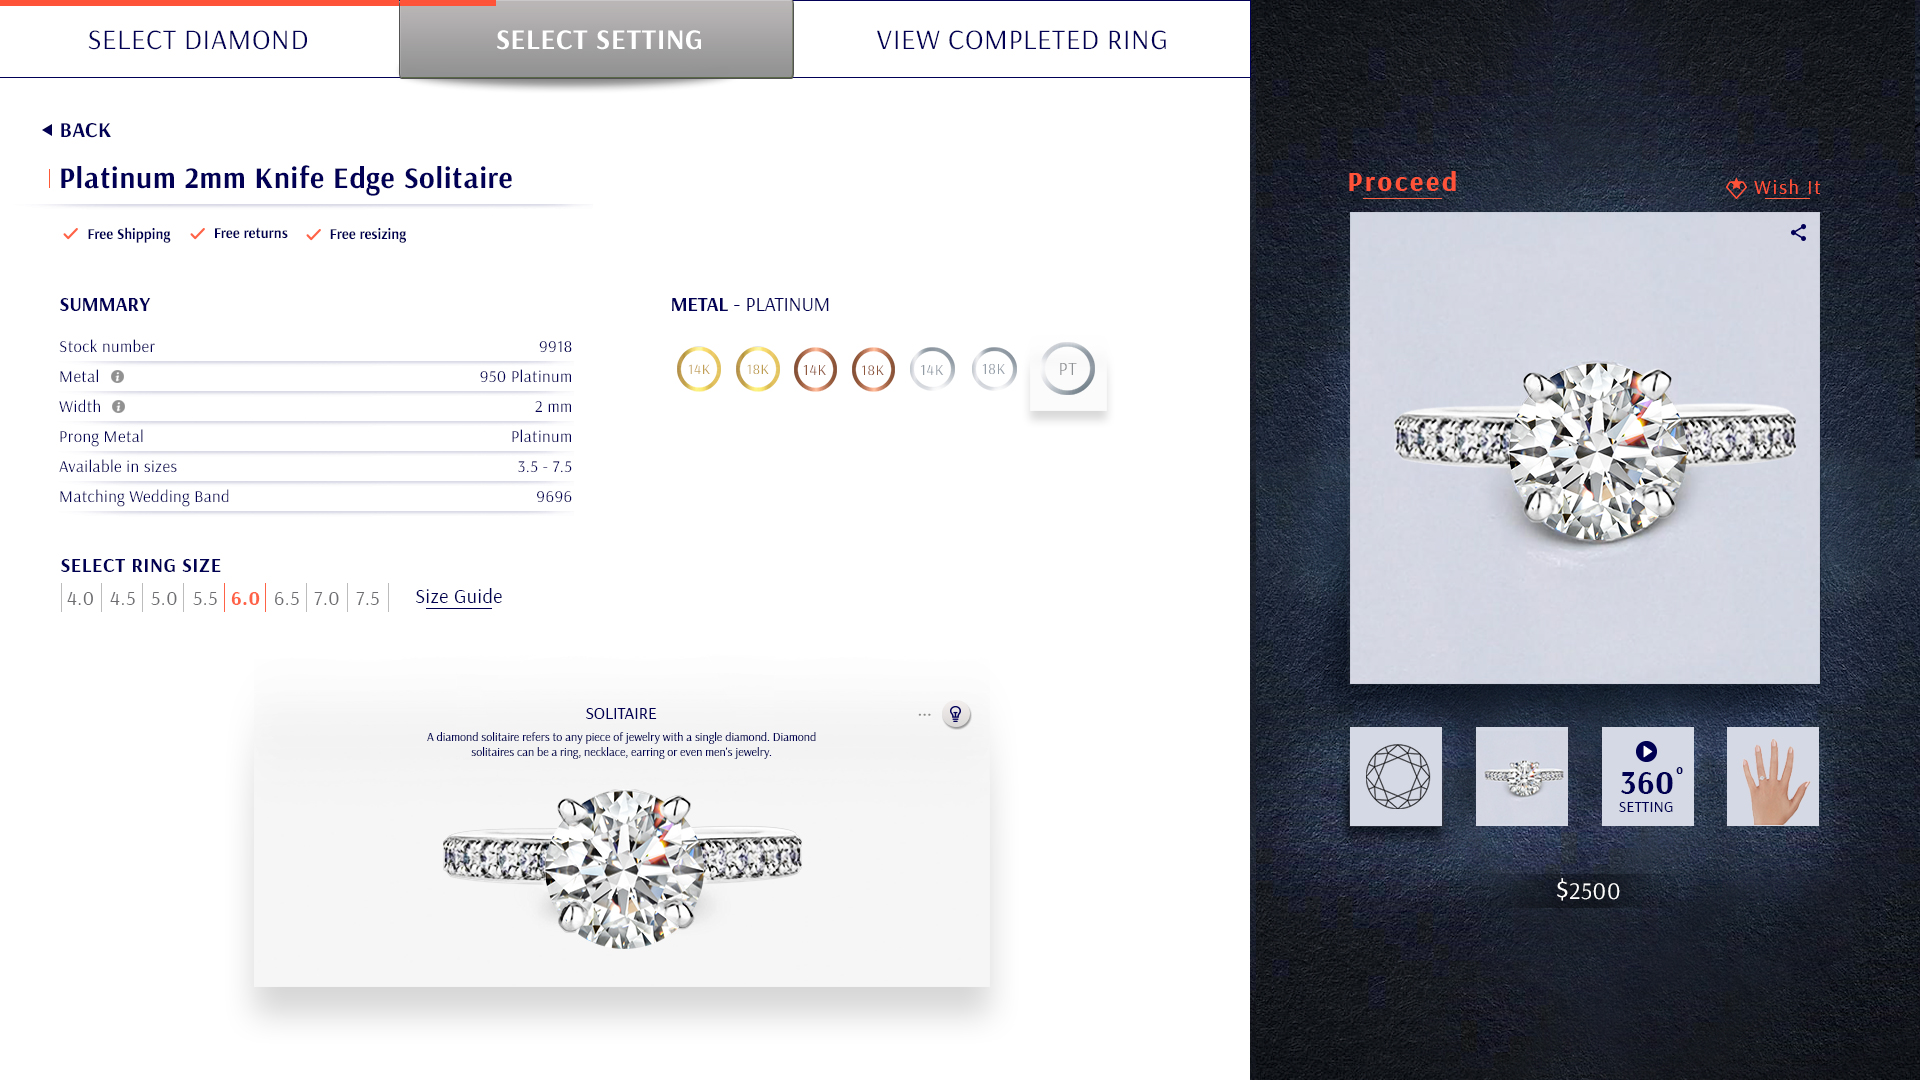 SELECT DIAMOND
SELECT SETTING
VIEW COMPLETED RING
BACK
Platinum 2mm Knife Edge Solitaire
Free Shipping
Free returns
Free resizing
SUMMARY
Stock number 9918
Metal 950 Platinum
Width 2 mm
Prong Metal Platinum
Available in sizes 3.5 - 7.5
Matching Wedding Band 9696
METAL - PLATINUM
14K 18K 14K 18K 14K 18K PT
SELECT RING SIZE
4.0 4.5 5.0 5.5 6.0 6.5 7.0 7.5
Size Guide
SOLITAIRE
...
A diamond solitaire refers to any piece of jewelry with a single diamond. Diamond
solitaires can be a ring, necklace, earring or even men's jewelry.
Proceed
Wish It
360°
SETTING
$2500